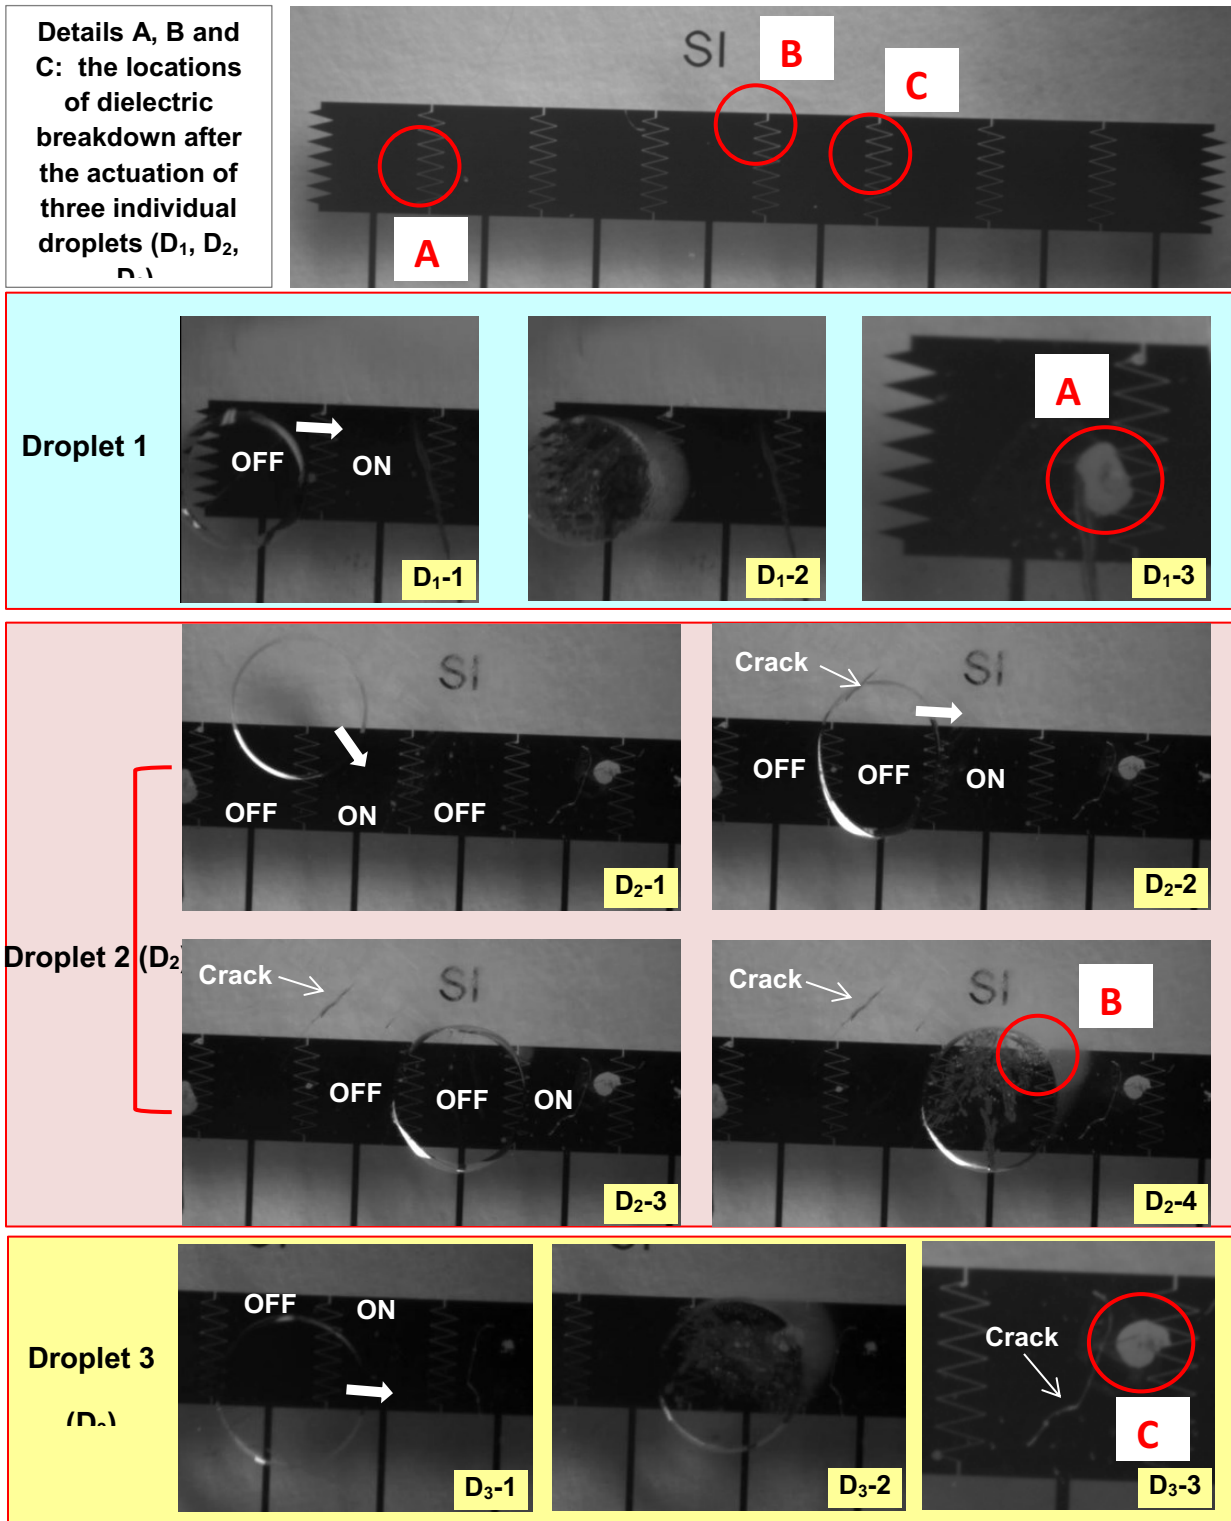 Details A, B and
C: the locations
of dielectric
breakdown after
the actuation of
three individual
droplets (D₁, D₂,
SI
B
C
A
Droplet 1
OFF
ON
D₁-1
D₁-2
A
D₁-3
Droplet 2 (D₂)
SI
OFF
ON
OFF
D₂-1
Crack
SI
OFF
OFF
ON
D₂-2
Crack
SI
OFF
OFF
ON
D₂-3
Crack
SI
B
D₂-4
Droplet 3
OFF
ON
D₃-1
D₃-2
Crack
C
D₃-3